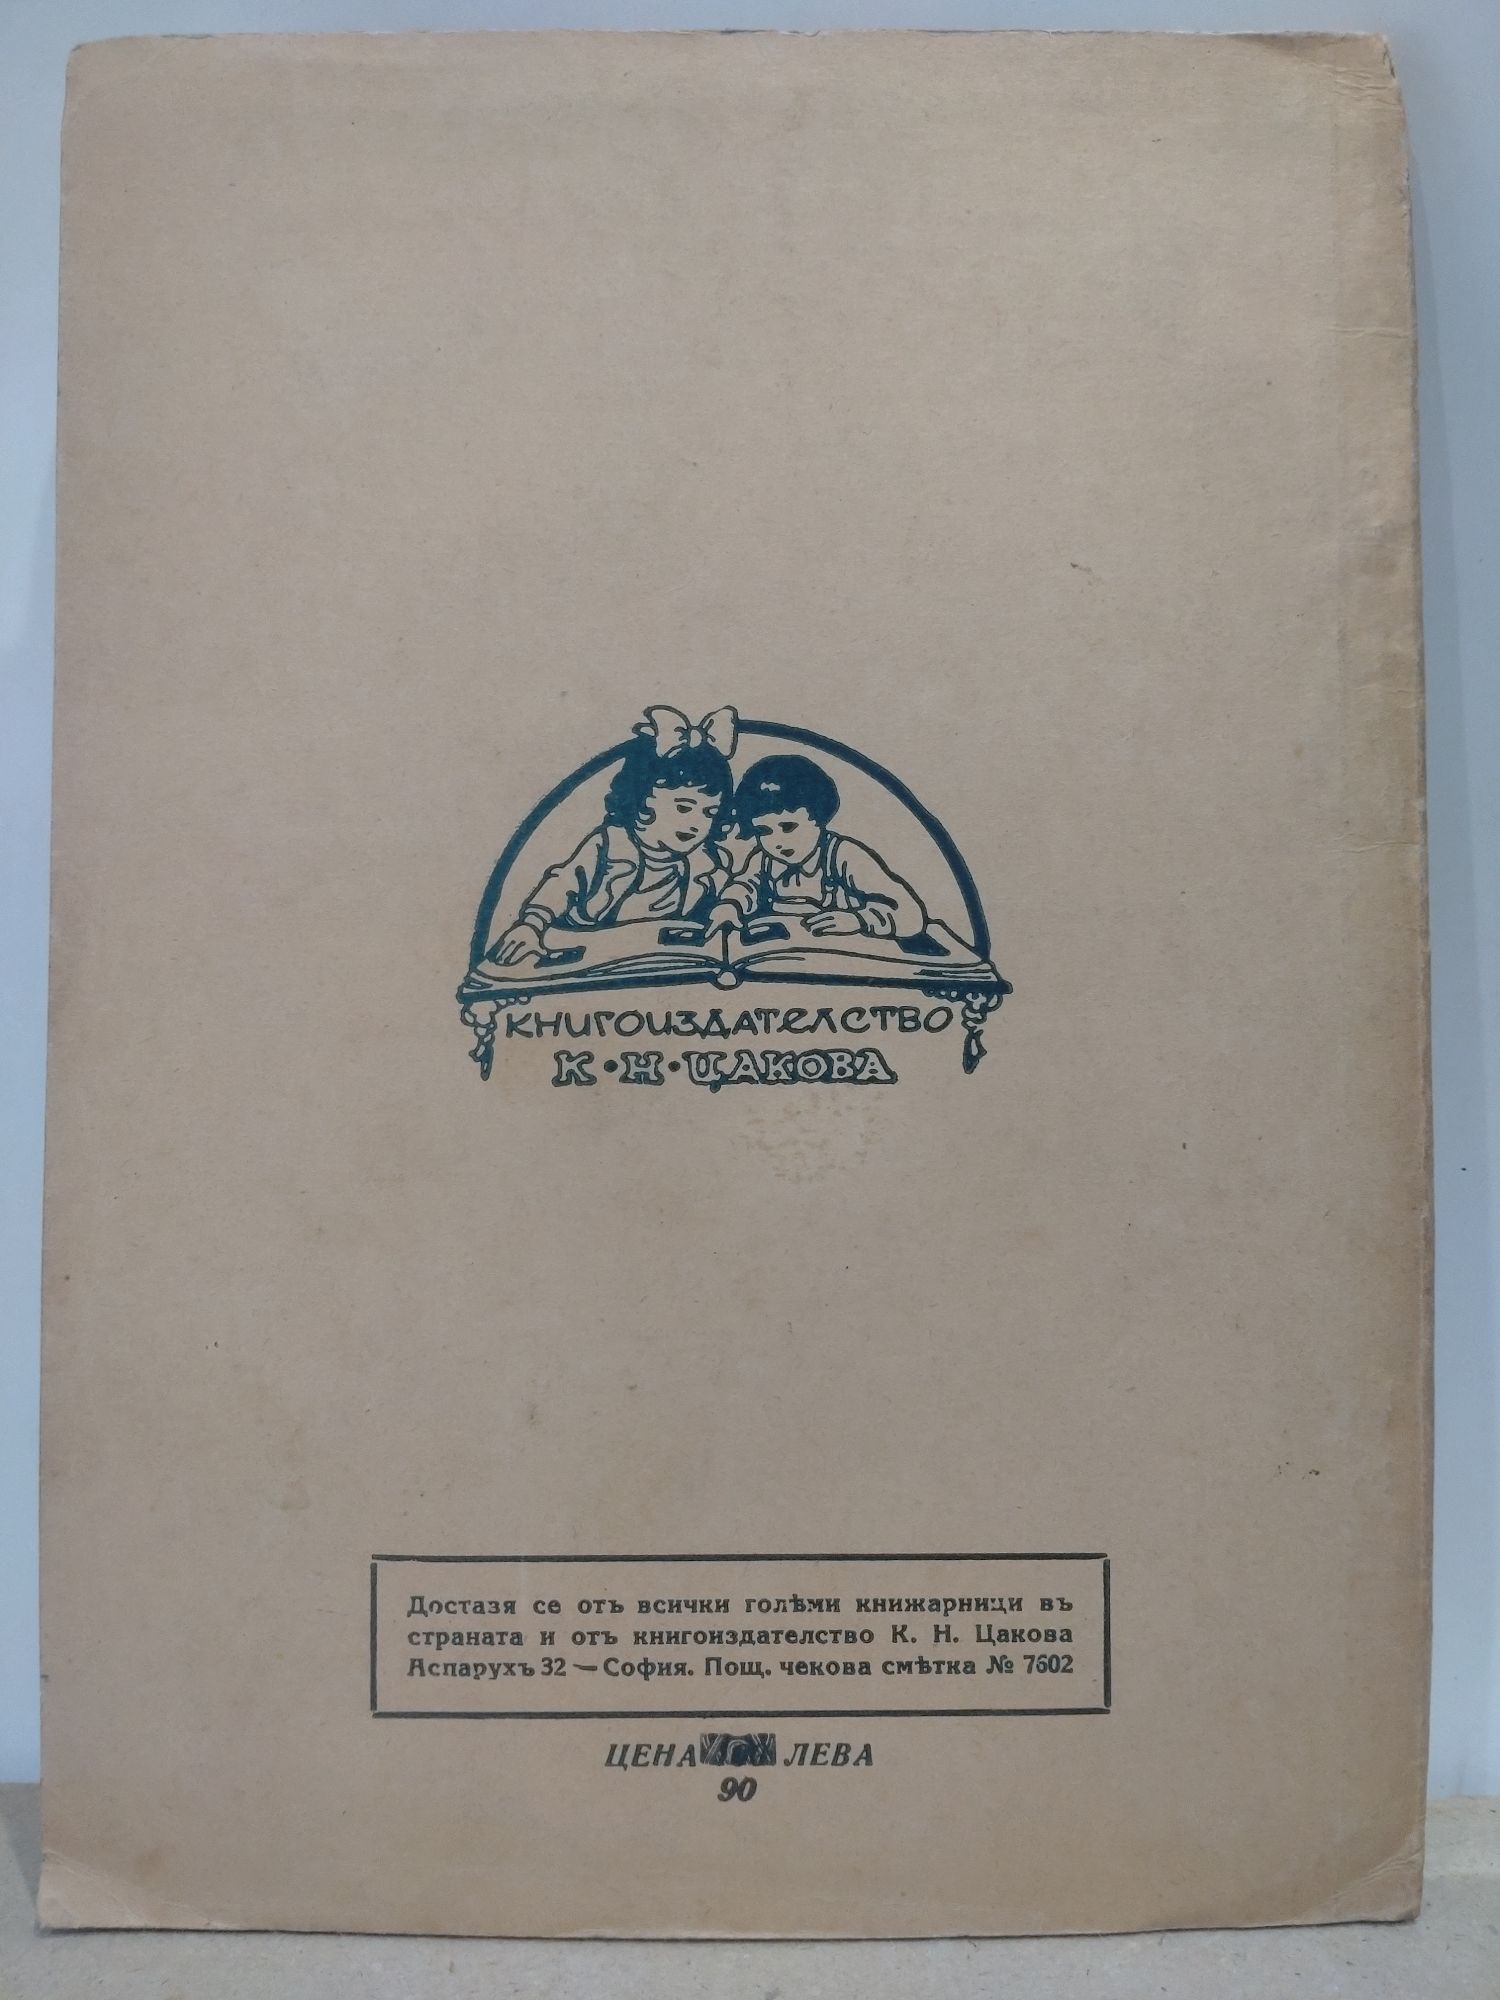 КНИГОИЗДАТЕЛСТВО
К·Н·ЦАКОВА
Достазя се отъ всички голѣми книжарници въ
страната и отъ книгоиздателство К. Н. Цакова
Аспарухъ 32 — София. Пощ. чекова смѣтка № 7602
ЦЕНА ЛЕВА
90